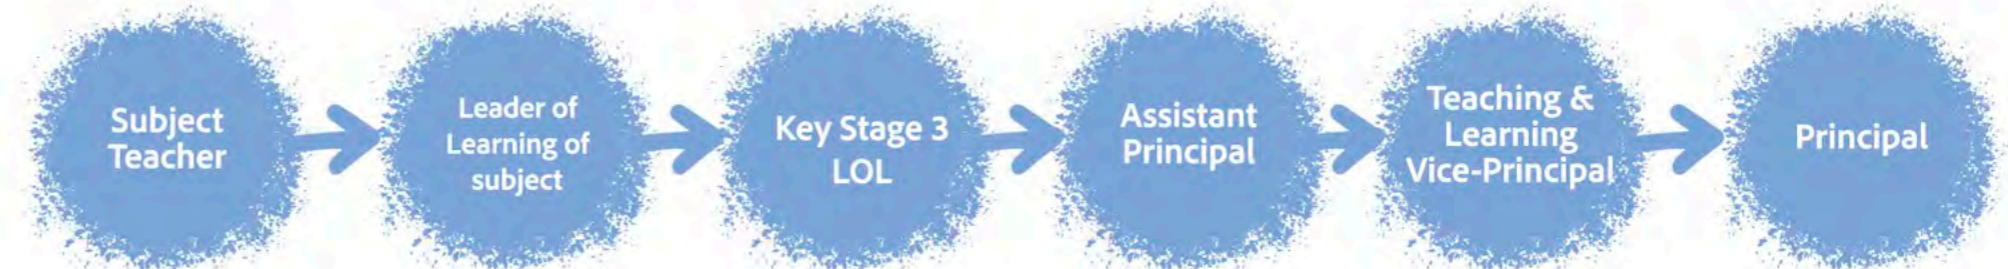 Subject
Teacher
Leader of
Learning of
subject
Key Stage 3
LOL
Assistant
Principal
Teaching &
Learning
Vice-Principal
Principal